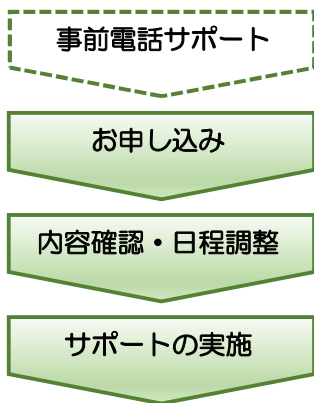 事前電話サポート
お申し込み
内容確認・日程調整
サポートの実施